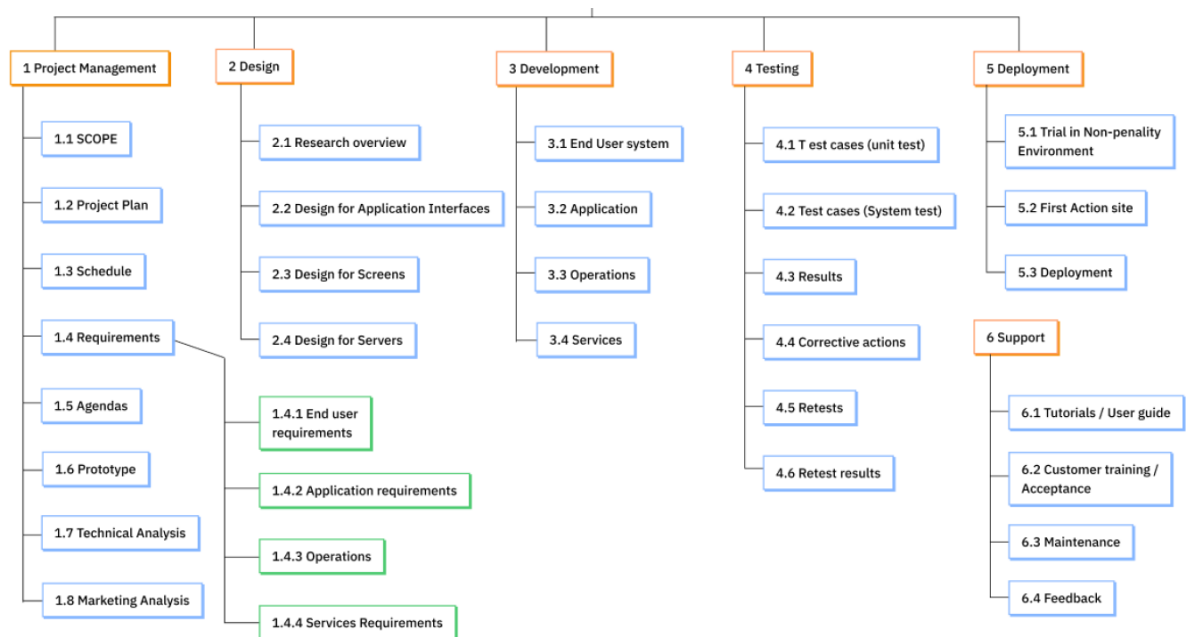 1 Project Management
1.1 SCOPE
1.2 Project Plan
1.3 Schedule
1.4 Requirements
1.5 Agendas
1.6 Prototype
1.7 Technical Analysis
1.8 Marketing Analysis
1.4.1 End user
requirements
1.4.2 Application requirements
1.4.3 Operations
1.4.4 Services Requirements
2 Design
2.1 Research overview
2.2 Design for Application Interfaces
2.3 Design for Screens
2.4 Design for Servers
3 Development
3.1 End User system
3.2 Application
3.3 Operations
3.4 Services
4 Testing
4.1 T est cases (unit test)
4.2 Test cases (System test)
4.3 Results
4.4 Corrective actions
4.5 Retests
4.6 Retest results
5 Deployment
5.1 Trial in Non-penality
Environment
5.2 First Action site
5.3 Deployment
6 Support
6.1 Tutorials / User guide
6.2 Customer training /
Acceptance
6.3 Maintenance
6.4 Feedback